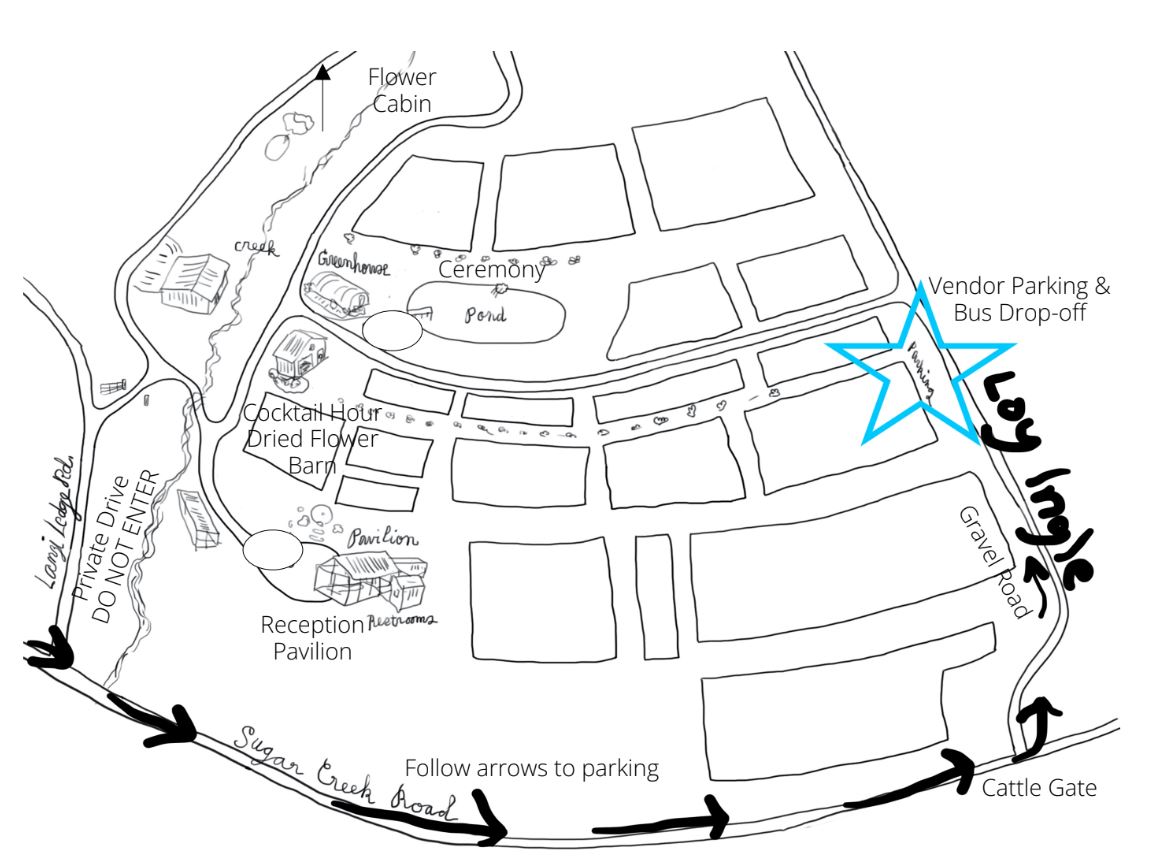 Flower
Cabin
creek
Greenhouse
Ceremony
Pond
Vendor Parking &
Bus Drop-off
Parking
Loy Ingle
Cocktail Hour
Dried Flower
Barn
Lanzi Ledge Rd.
Private Drive
DO NOT ENTER
Pavilion
Restrooms
Reception
Pavilion
Gravel Road
Sugar Creek Road
Follow arrows to parking
Cattle Gate